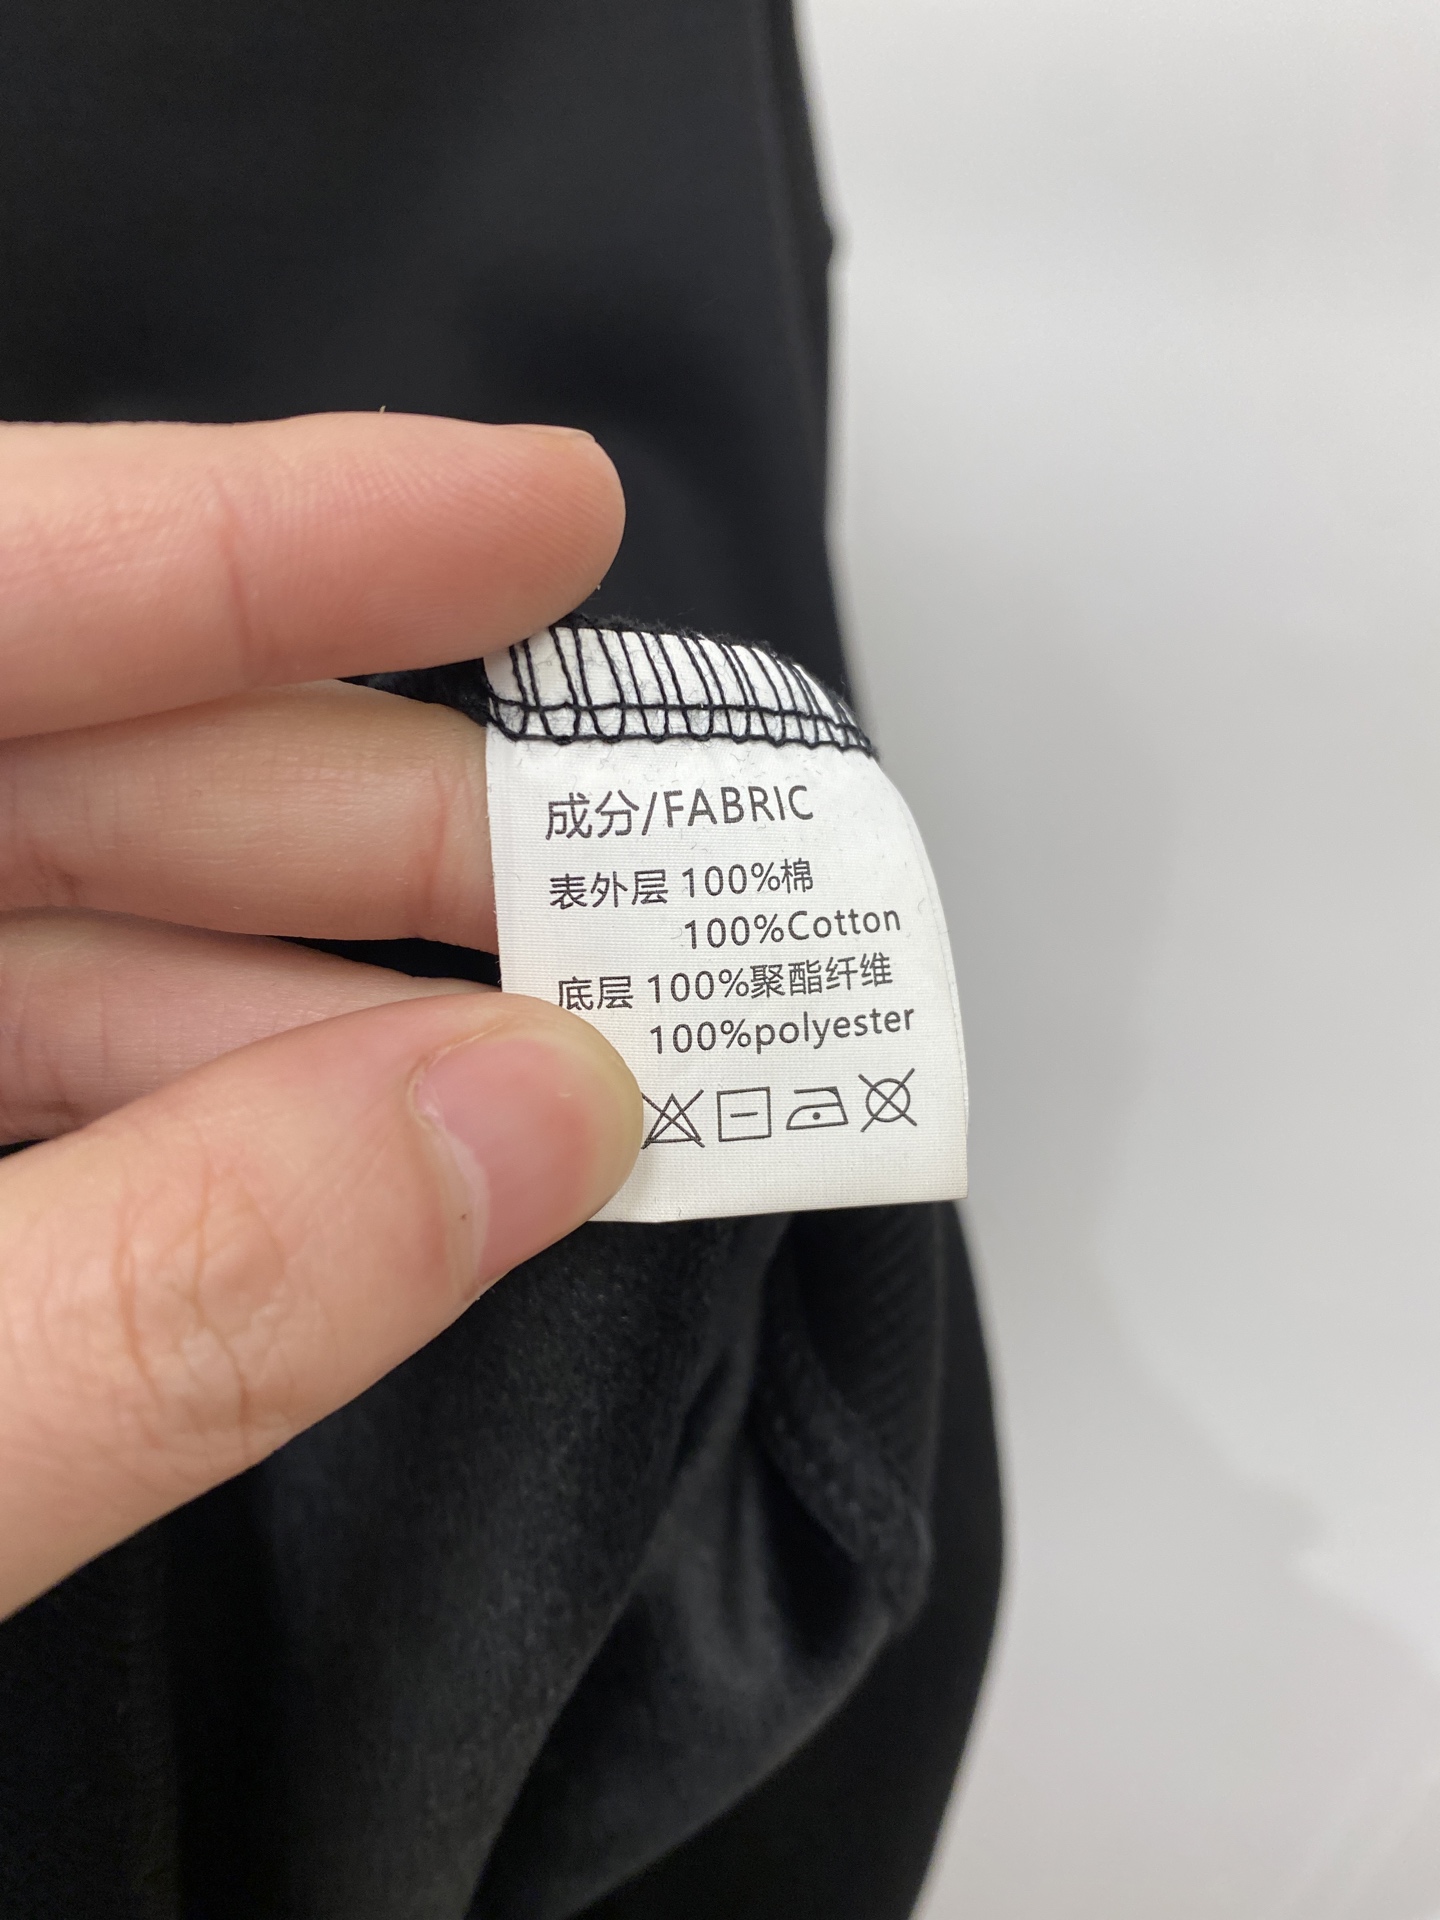 成分/FABRIC
表外层 100%棉
100%Cotton
底层 100%聚酯纤维
100%polyester